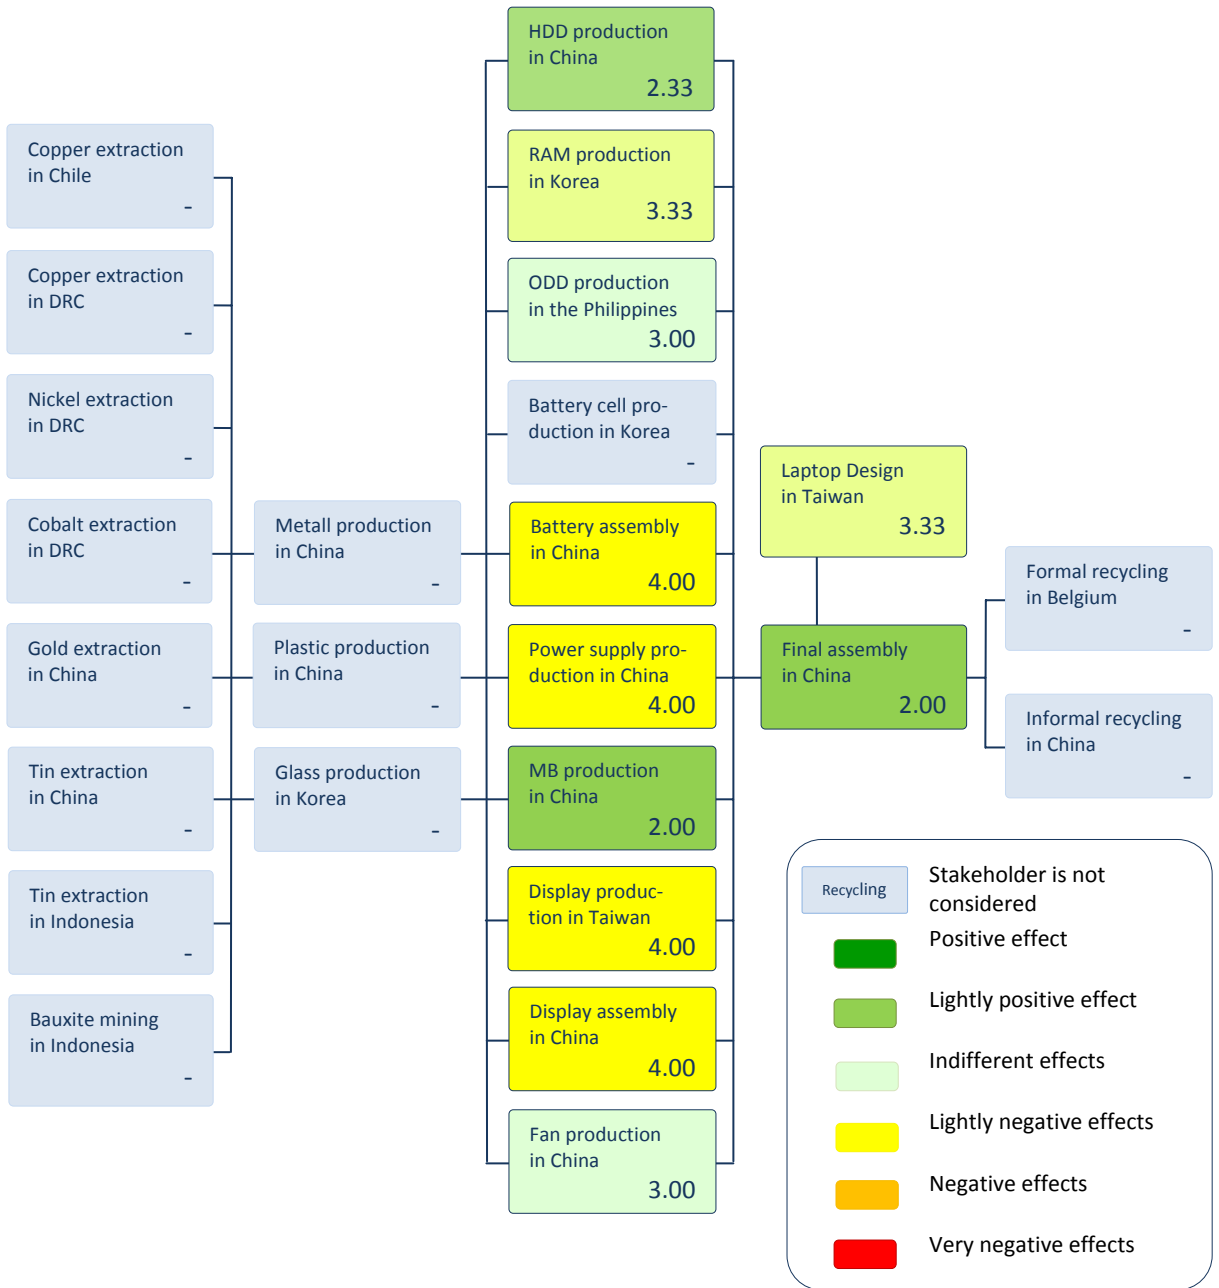 Copper extraction
in Chile
-
Copper extraction
in DRC
-
Nickel extraction
in DRC
-
Cobalt extraction
in DRC
-
Gold extraction
in China
-
Tin extraction
in China
-
Tin extraction
in Indonesia
-
Bauxite mining
in Indonesia
-
Metall production
in China
-
Plastic production
in China
-
Glass production
in Korea
-
HDD production
in China
2.33
RAM production
in Korea
3.33
ODD production
in the Philippines
3.00
Battery cell pro-
duction in Korea
-
Battery assembly
in China
4.00
Power supply pro-
duction in China
4.00
MB production
in China
2.00
Display produc-
tion in Taiwan
4.00
Display assembly
in China
4.00
Fan production
in China
3.00
Laptop Design
in Taiwan
3.33
Final assembly
in China
2.00
Formal recycling
in Belgium
-
Informal recycling
in China
-
Recycling
Stakeholder is not
considered
Positive effect
Lightly positive effect
Indifferent effects
Lightly negative effects
Negative effects
Very negative effects